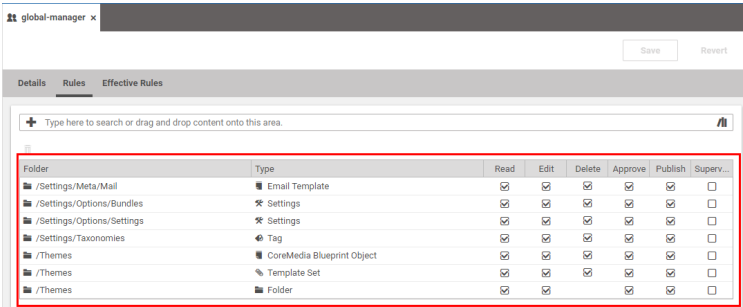 global-manager ×
Save Revert
Details Rules Effective Rules
Type here to search or drag and drop content onto this area.
Folder Type Read Edit Delete Approve Publish Superv...
/Settings/Meta/Mail Email Template
/Settings/Options/Bundles Settings
/Settings/Options/Settings Settings
/Settings/Taxonomies Tag
/Themes CoreMedia Blueprint Object
/Themes Template Set
/Themes Folder